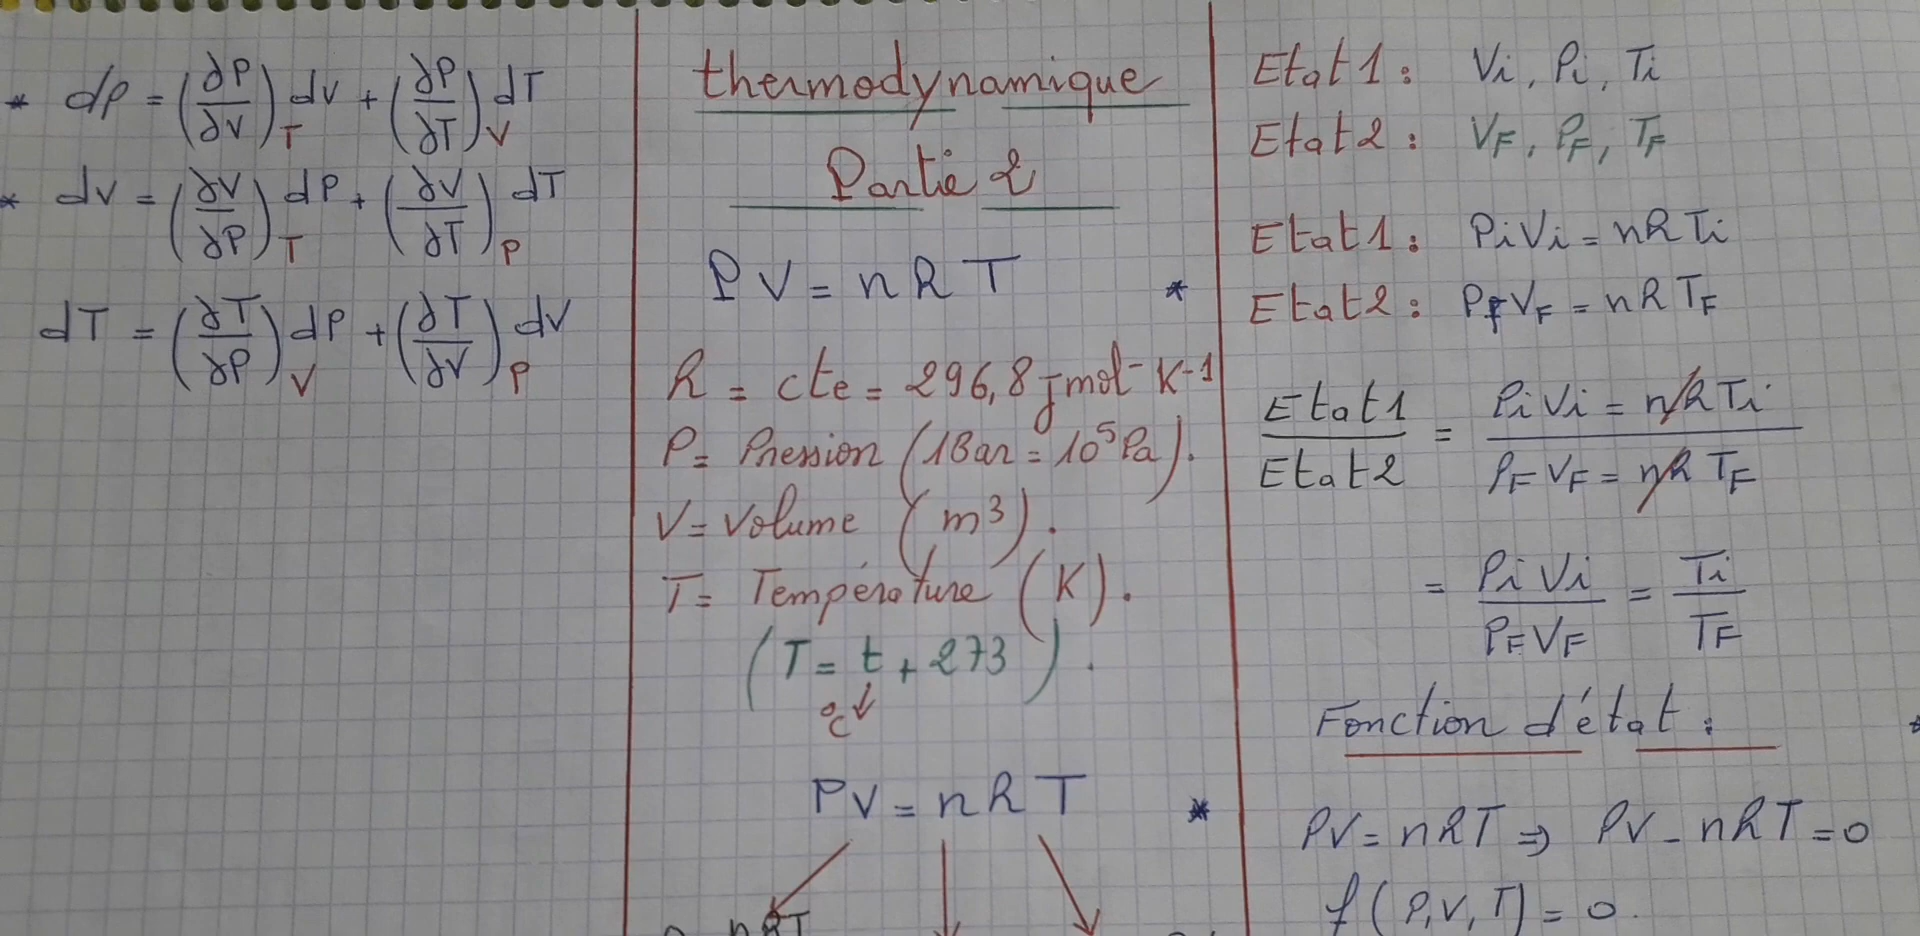 * dP = (∂P/∂V)_T dV + (∂P/∂T)_V dT
* dV = (∂V/∂P)_T dP + (∂V/∂T)_P dT
dT = (∂T/∂P)_V dP + (∂T/∂V)_P dV
thermodynamique
Partie 2
PV = nRT *
R = cte = 296,8 J mol⁻ K⁻¹
P = Pression (1Bar = 10⁵ Pa).
V = Volume (m³).
T = Température (K).
(T = t + 273).
°C ↓
PV = nRT *
nRT
Etat 1 : Vi, Pi, Ti
Etat 2 : VF, PF, TF
Etat 1 : PiVi = nRTi
Etat 2 : PfVF = nRTF
Etat 1 / Etat 2 = PiVi = nRTi / PFVF = nRTF
= PiVi / PFVF = Ti / TF
Fonction d'état :
PV = nRT ⇒ PV - nRT = 0
f(P,V,T) = 0.